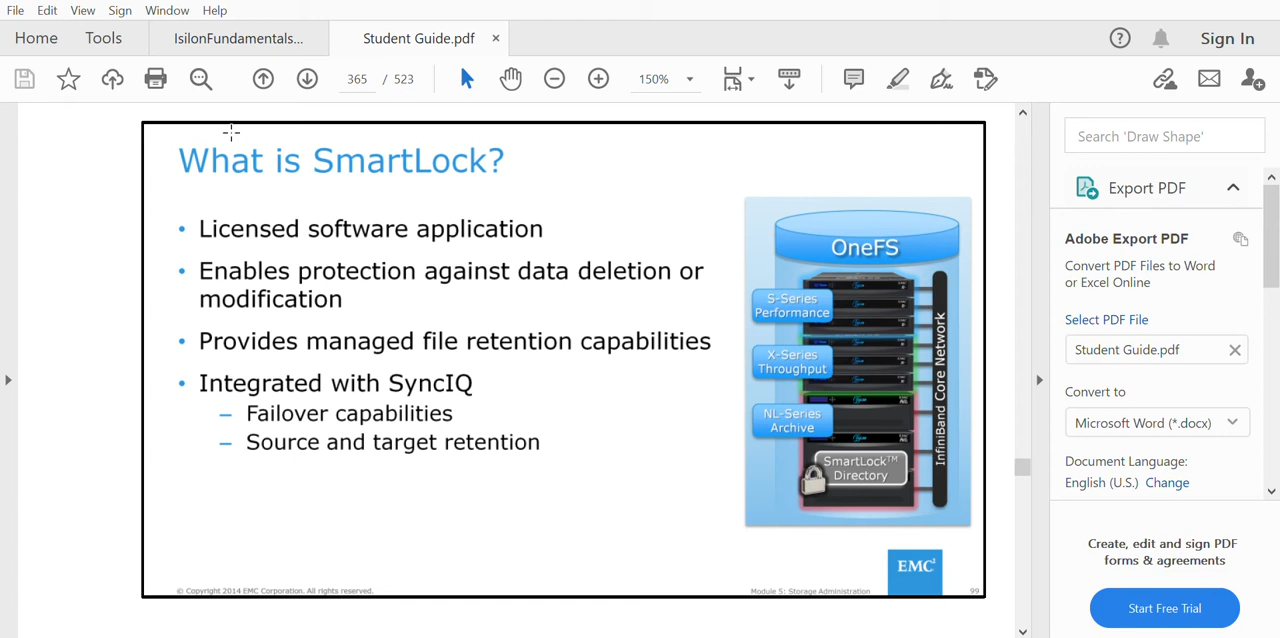 File Edit View Sign Window Help
Home Tools IsilonFundamentals... Student Guide.pdf × Sign In
365 / 523 150%
What is SmartLock?
• Licensed software application
• Enables protection against data deletion or
modification
• Provides managed file retention capabilities
• Integrated with SyncIQ
– Failover capabilities
– Source and target retention
OneFS
S-Series
Performance
X-Series
Throughput
NL-Series
Archive
SmartLock™
Directory
InfiniBand Core Network
EMC²
© Copyright 2014 EMC Corporation. All rights reserved.
Module 5: Storage Administration
99
Search 'Draw Shape'
Export PDF
Adobe Export PDF
Convert PDF Files to Word
or Excel Online
Select PDF File
Student Guide.pdf
Convert to
Microsoft Word (*.docx)
Document Language:
English (U.S.) Change
Create, edit and sign PDF
forms & agreements
Start Free Trial